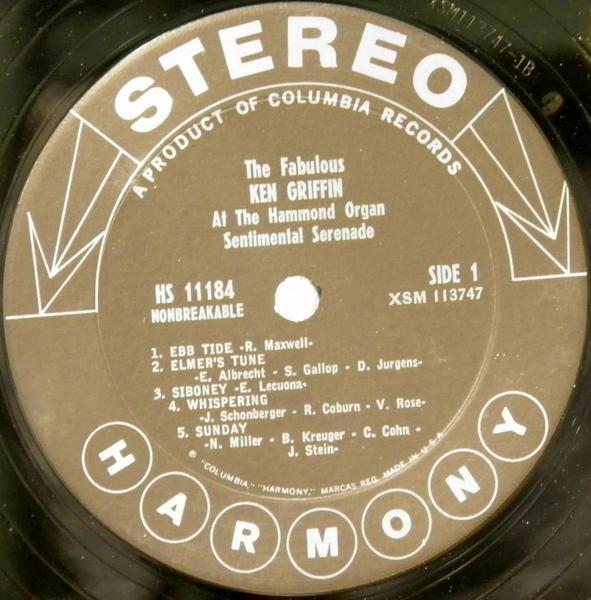 XSM113747-1B
STEREO
A PRODUCT OF COLUMBIA RECORDS
The Fabulous
KEN GRIFFIN
At The Hammond Organ
Sentimental Serenade
HS 11184
NONBREAKABLE
SIDE 1
XSM 113747
1. EBB TIDE -R. Maxwell-
2. ELMER'S TUNE
-E. Albrecht - S. Gallop - D. Jurgens-
3. SIBONEY -E. Lecuona-
4. WHISPERING
-J. Schonberger - R. Coburn - V. Rose-
5. SUNDAY
-N. Miller - B. Kreuger - C. Cohn -
J. Stein-
℗ "COLUMBIA," "HARMONY," MARCAS REG. MADE IN U.S.A.
HARMONY